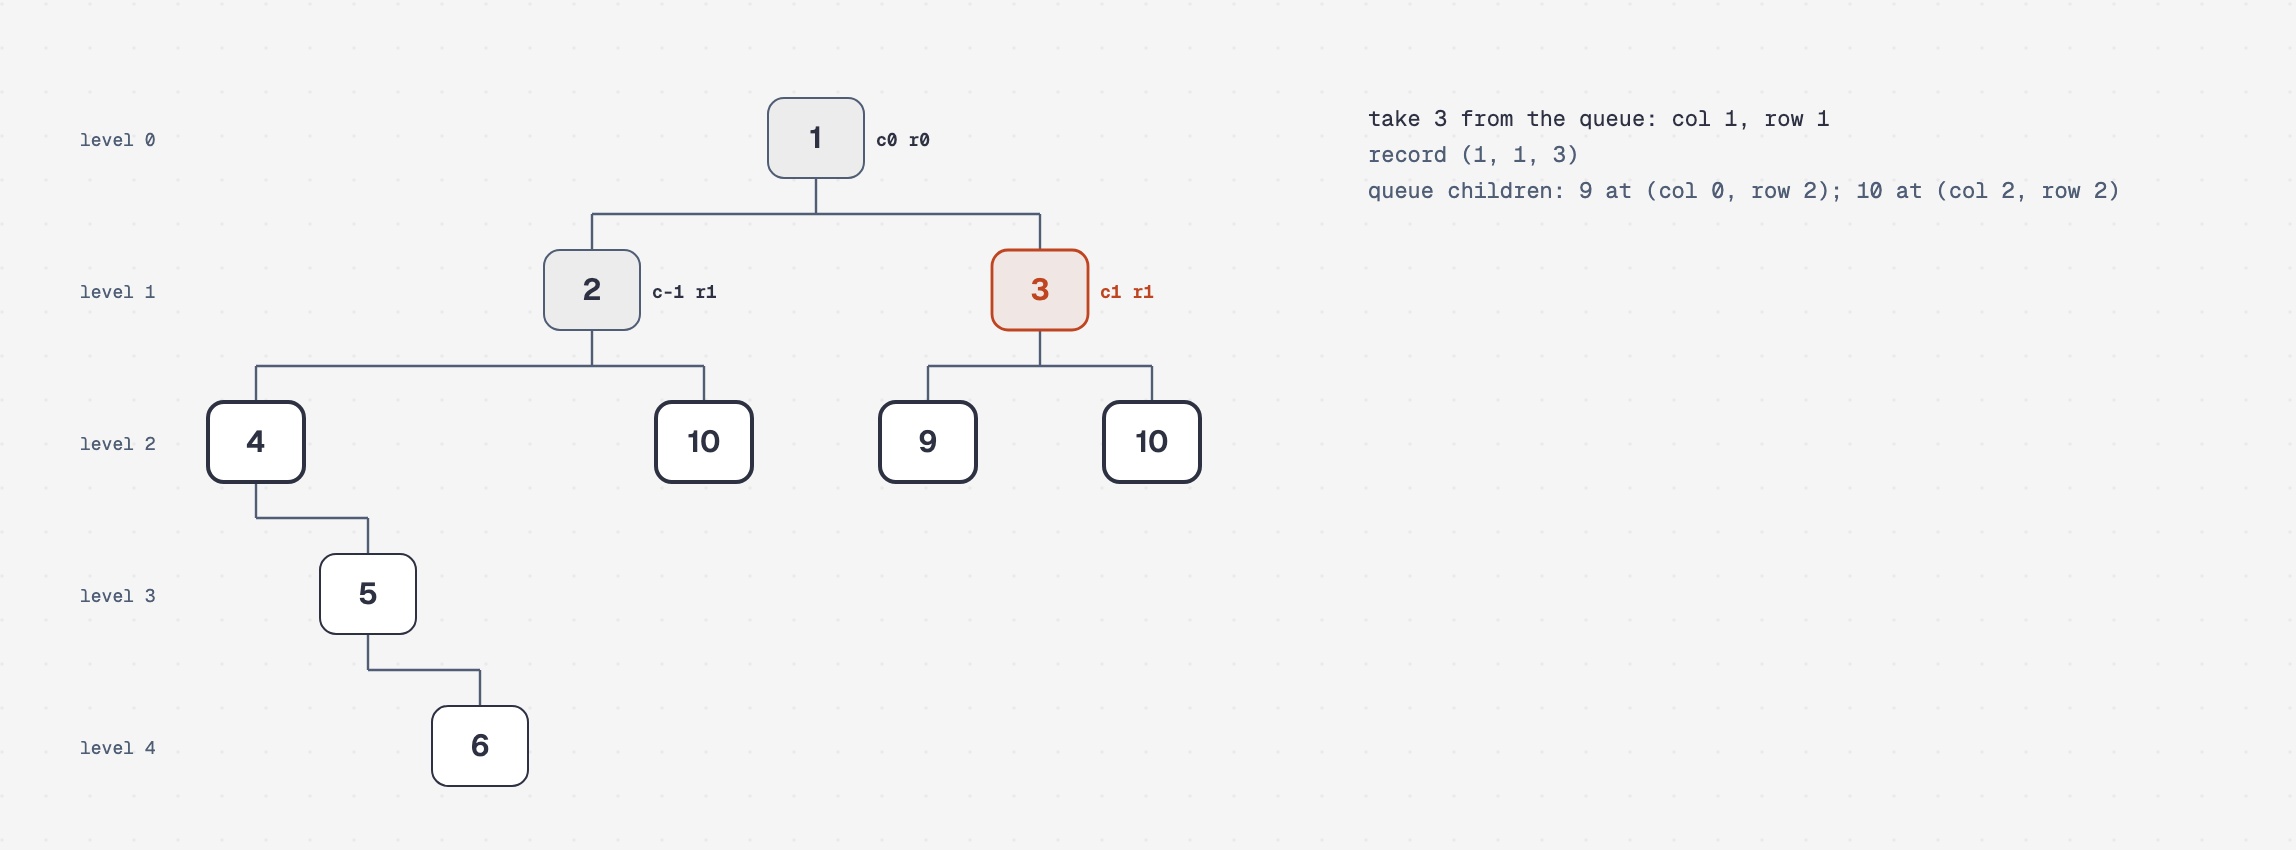 take 3 from the queue: col 1, row 1
record (1, 1, 3)
queue children: 9 at (col 0, row 2); 10 at (col 2, row 2)
level 0
1
c0 r0
level 1
2
c-1 r1
3
c1 r1
level 2
4
10
9
10
level 3
5
level 4
6